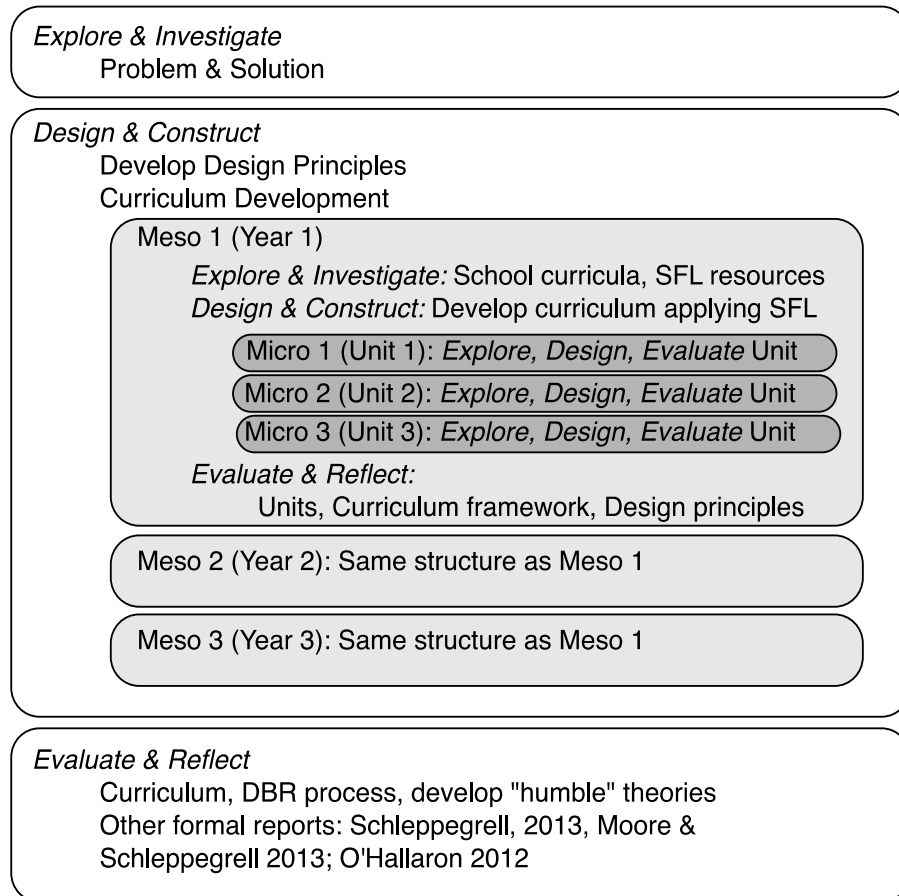 Explore & Investigate
Problem & Solution
Design & Construct
Develop Design Principles
Curriculum Development
Meso 1 (Year 1)
Explore & Investigate: School curricula, SFL resources
Design & Construct: Develop curriculum applying SFL
Micro 1 (Unit 1): Explore, Design, Evaluate Unit
Micro 2 (Unit 2): Explore, Design, Evaluate Unit
Micro 3 (Unit 3): Explore, Design, Evaluate Unit
Evaluate & Reflect:
Units, Curriculum framework, Design principles
Meso 2 (Year 2): Same structure as Meso 1
Meso 3 (Year 3): Same structure as Meso 1
Evaluate & Reflect
Curriculum, DBR process, develop "humble" theories
Other formal reports: Schleppegrell, 2013, Moore &
Schleppegrell 2013; O'Hallaron 2012